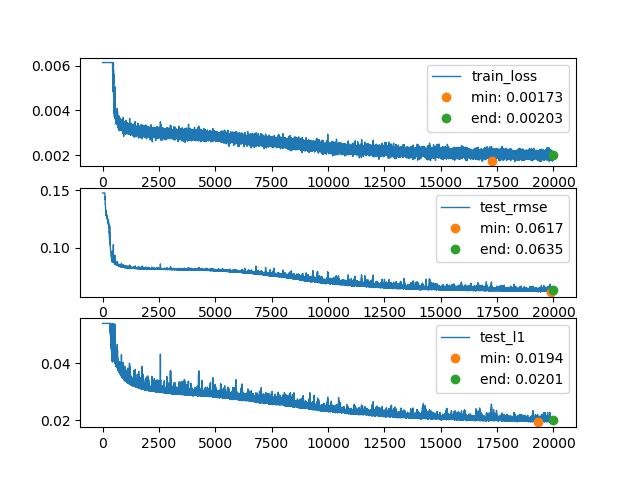 0.006
0.004
0.002
train_loss
min: 0.00173
end: 0.00203
0 2500 5000 7500 10000 12500 15000 17500 20000
0.15
0.10
test_rmse
min: 0.0617
end: 0.0635
0 2500 5000 7500 10000 12500 15000 17500 20000
0.04
0.02
test_l1
min: 0.0194
end: 0.0201
0 2500 5000 7500 10000 12500 15000 17500 20000